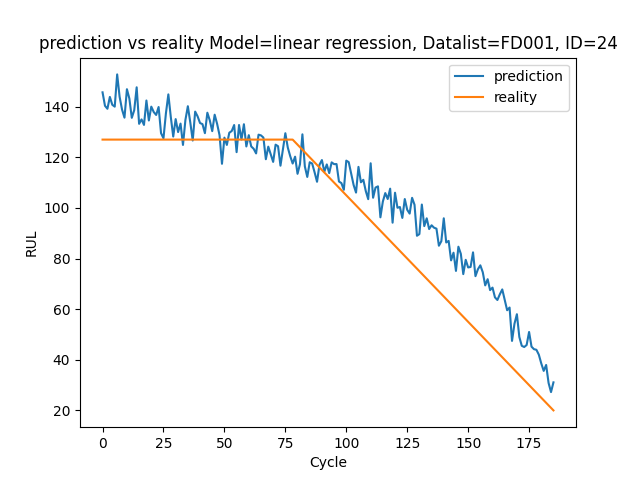 prediction vs reality Model=linear regression, Datalist=FD001, ID=24
prediction
reality
140
120
100
80
60
40
20
RUL
0 25 50 75 100 125 150 175
Cycle